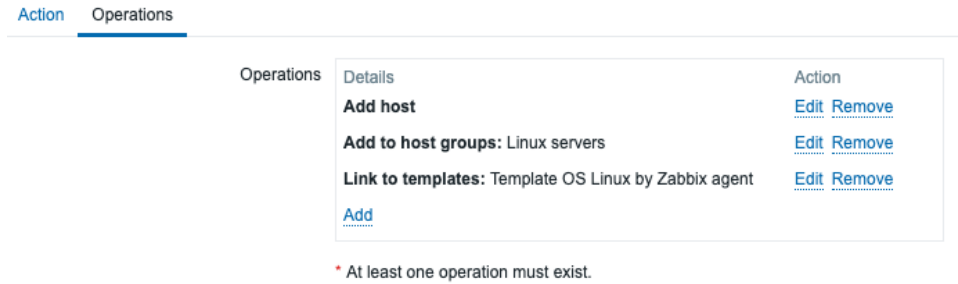 Action Operations
Operations Details Action
Add host Edit Remove
Add to host groups: Linux servers Edit Remove
Link to templates: Template OS Linux by Zabbix agent Edit Remove
Add
* At least one operation must exist.